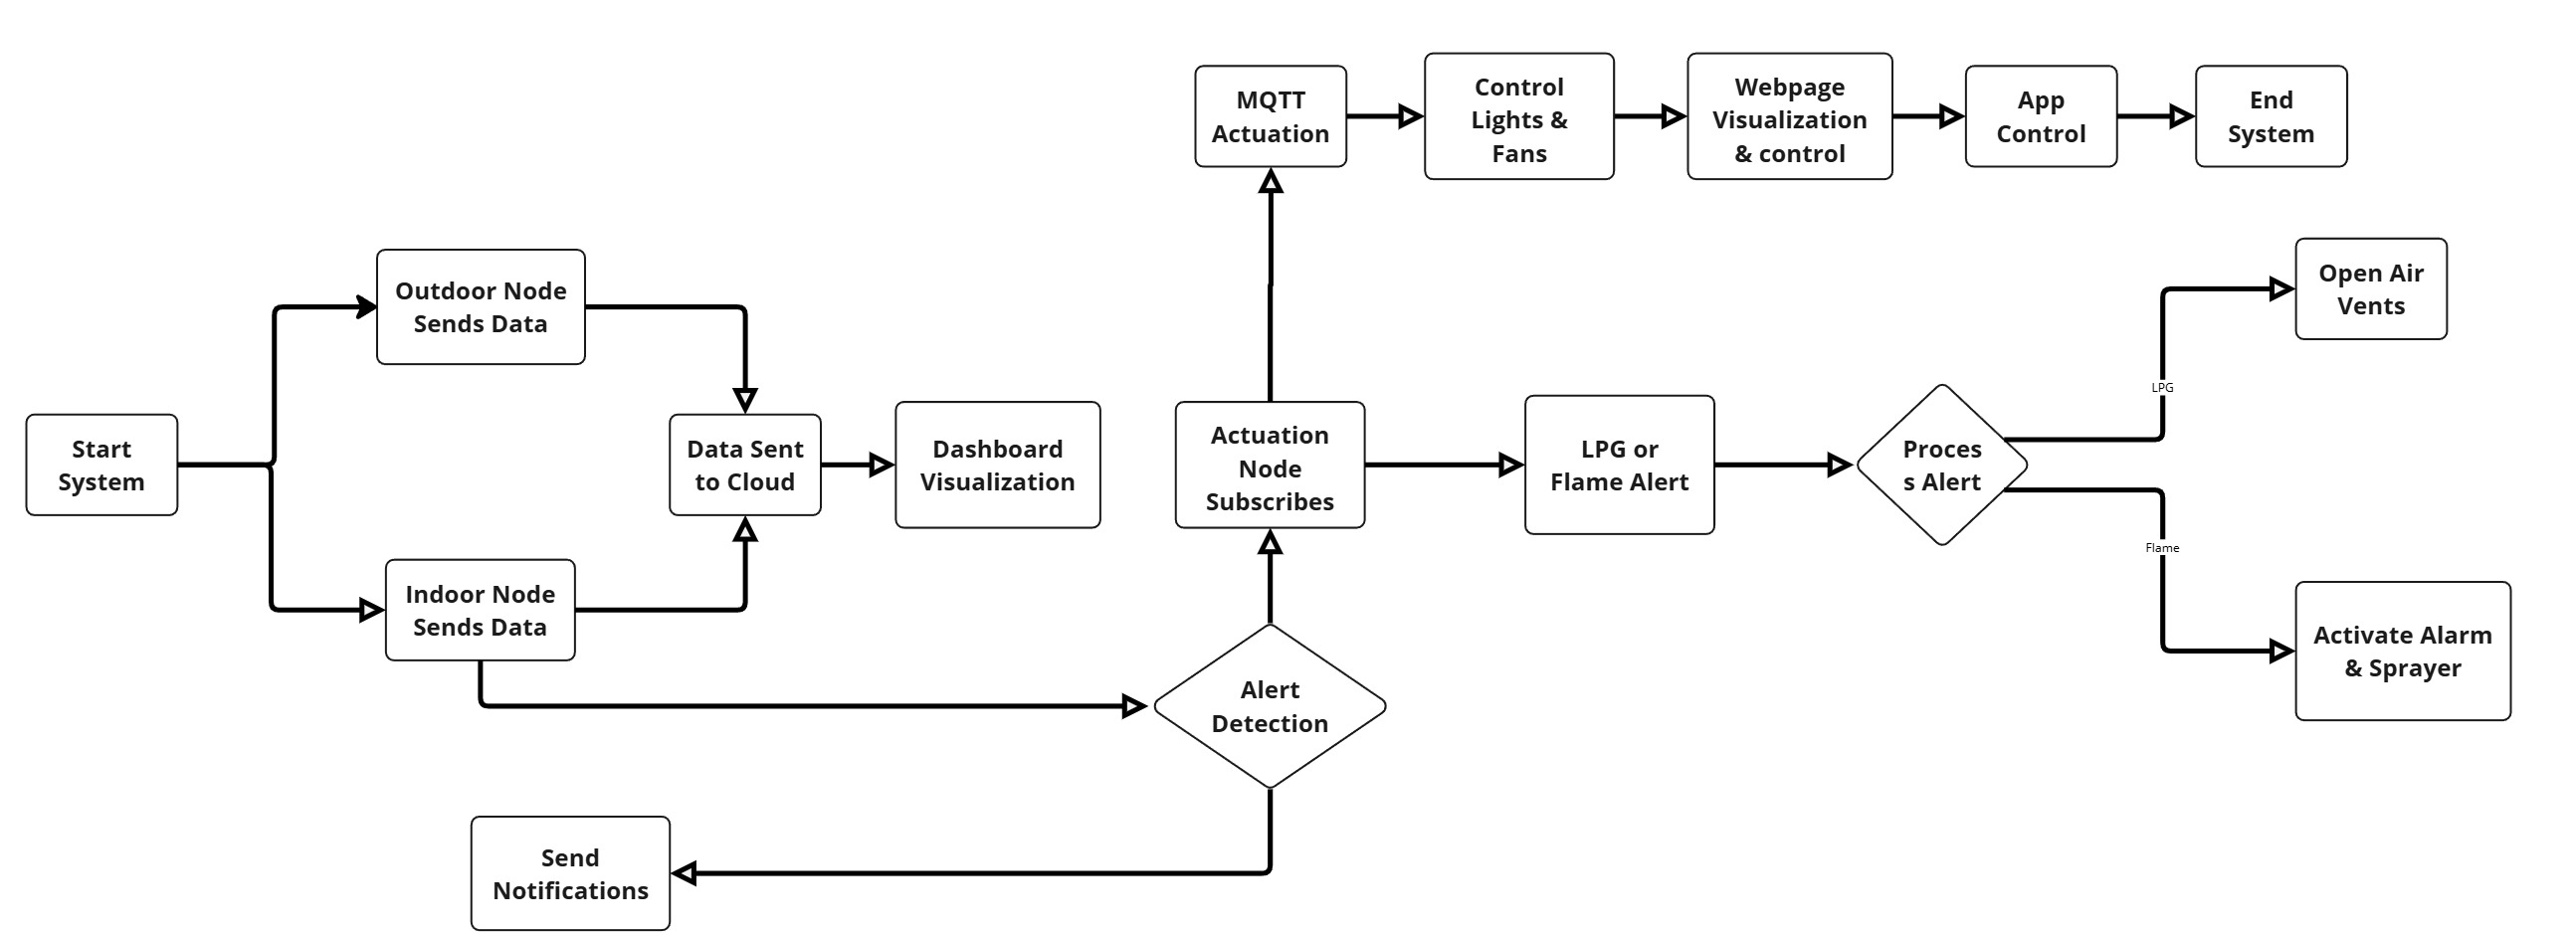 MQTT
Actuation
Control
Lights &
Fans
Webpage
Visualization
& control
App
Control
End
System
Outdoor Node
Sends Data
Open Air
Vents
Start
System
Data Sent
to Cloud
Dashboard
Visualization
Actuation
Node
Subscribes
LPG or
Flame Alert
Proces
s Alert
LPG
Flame
Indoor Node
Sends Data
Activate Alarm
& Sprayer
Alert
Detection
Send
Notifications